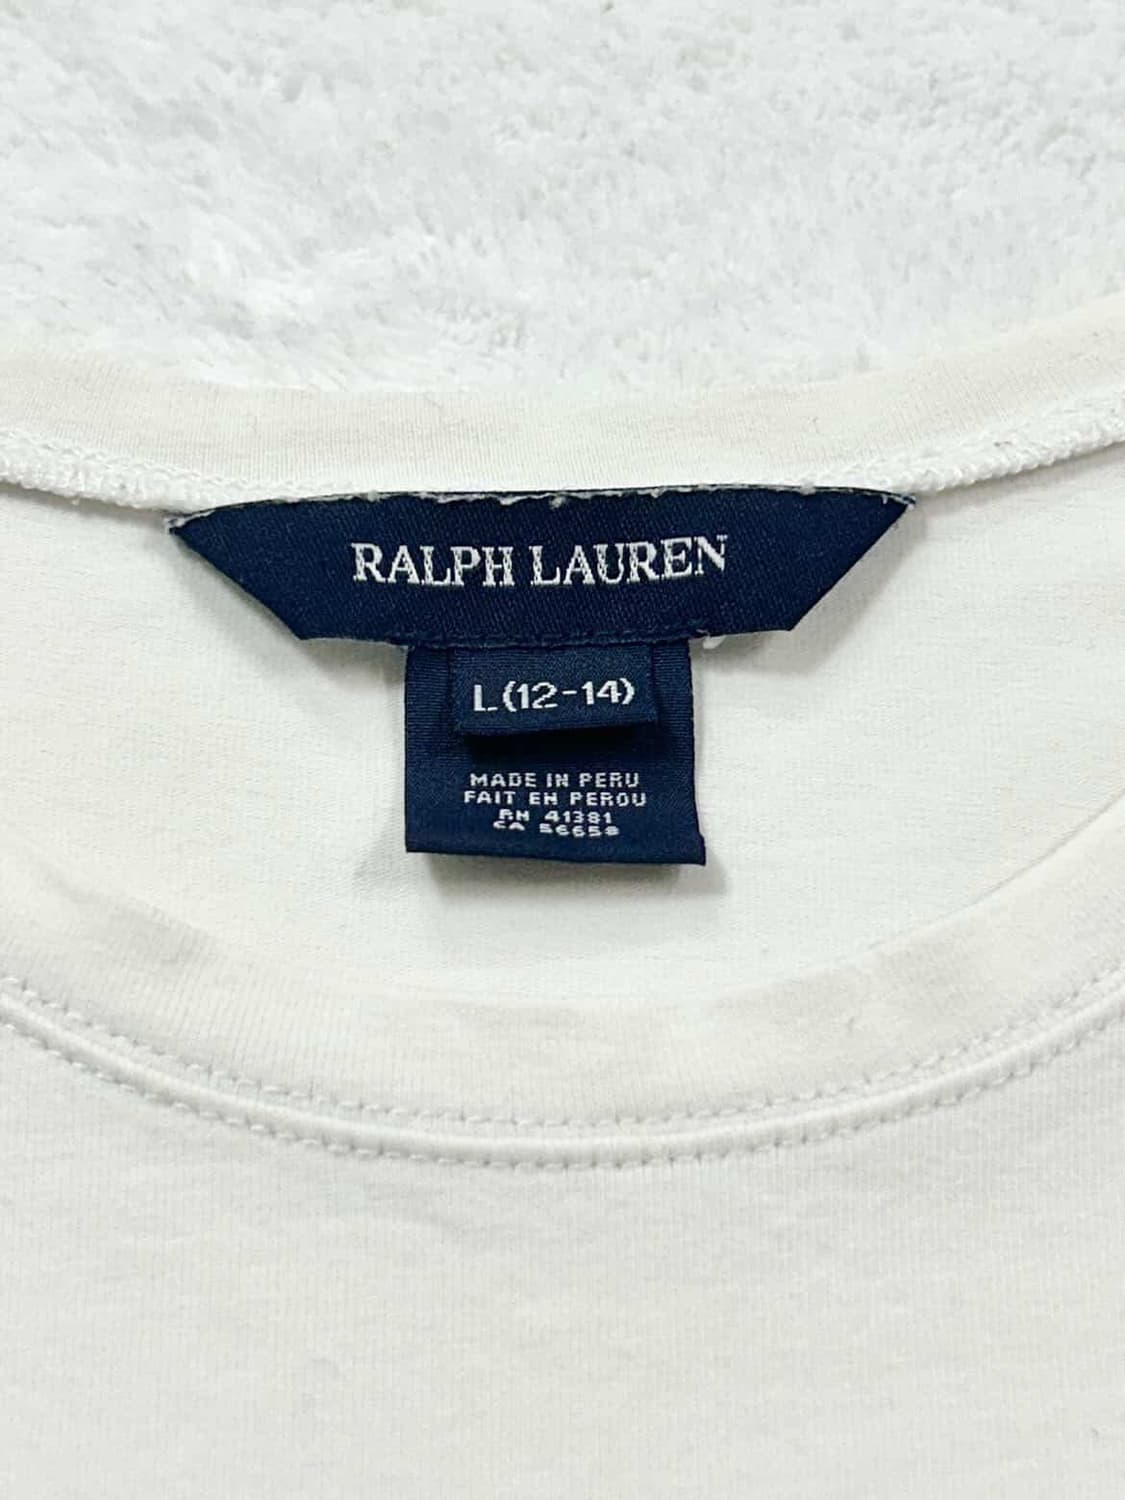 RALPH LAUREN
L (12-14)
MADE IN PERU
FAIT EN PEROU
RN 41381
CA 56658